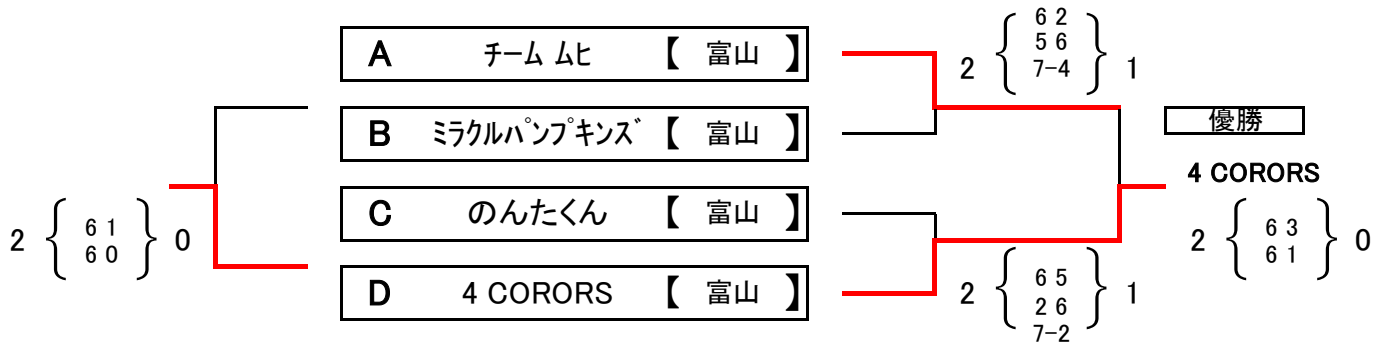 A チーム ムヒ 【 富山 】
B ミラクルパンプキンズ 【 富山 】
C のんたくん 【 富山 】
D 4 CORORS 【 富山 】
2 { 6 1 } 0
6 0
2 { 6 2 } 1
5 6
7-4
2 { 6 5 } 1
2 6
7-2
優勝
4 CORORS
2 { 6 3 } 0
6 1